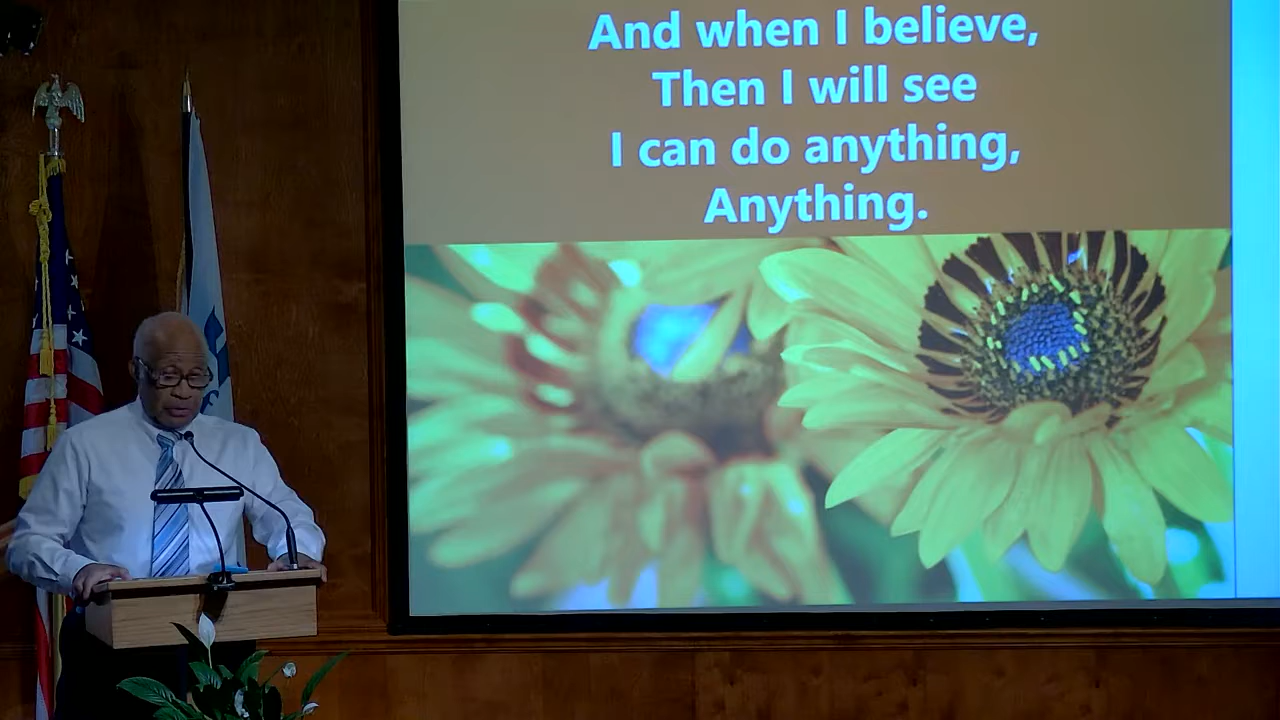 And when I believe,
Then I will see
I can do anything,
Anything.